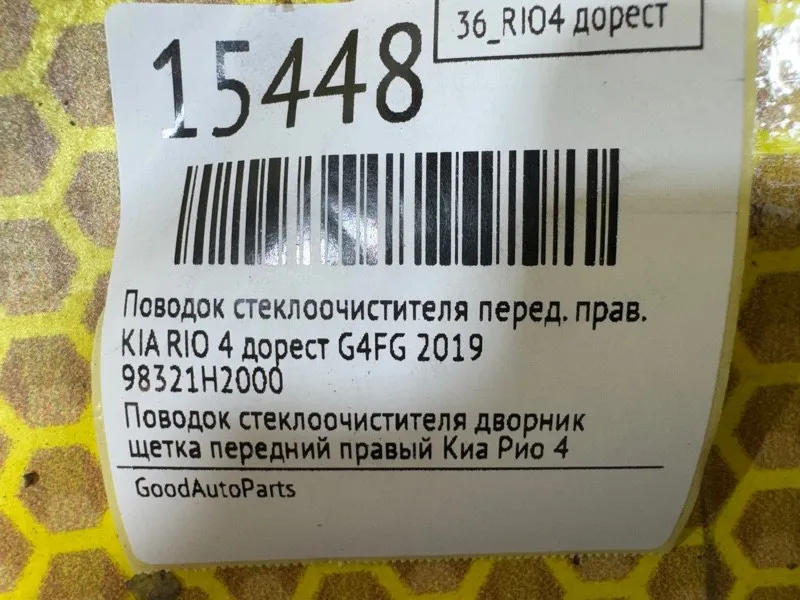 36_RIO4 дорест
15448
Поводок стеклоочистителя перед. прав.
KIA RIO 4 дорест G4FG 2019
98321H2000
Поводок стеклоочистителя дворник
щетка передний правый Киа Рио 4
GoodAutoParts